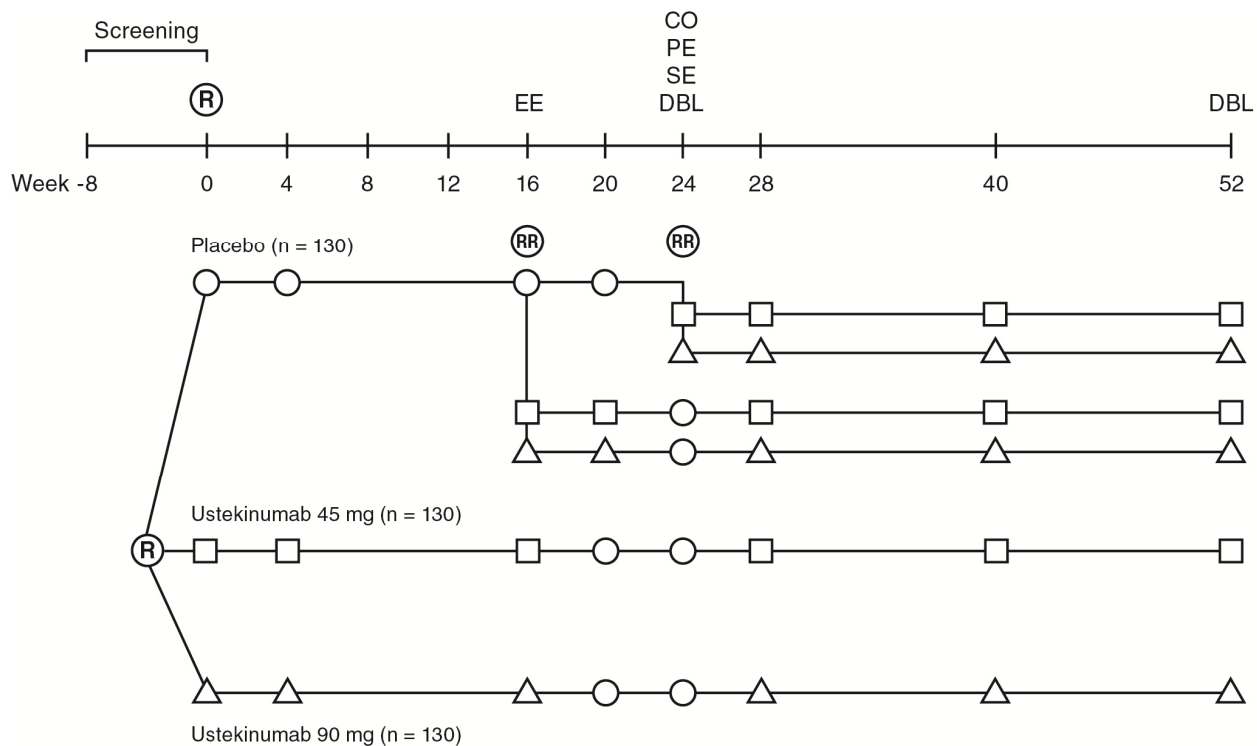 Screening
CO
PE
SE
R
EE
DBL
DBL
Week -8 0 4 8 12 16 20 24 28 40 52
Placebo (n = 130)
RR
RR
Ustekinumab 45 mg (n = 130)
R
Ustekinumab 90 mg (n = 130)